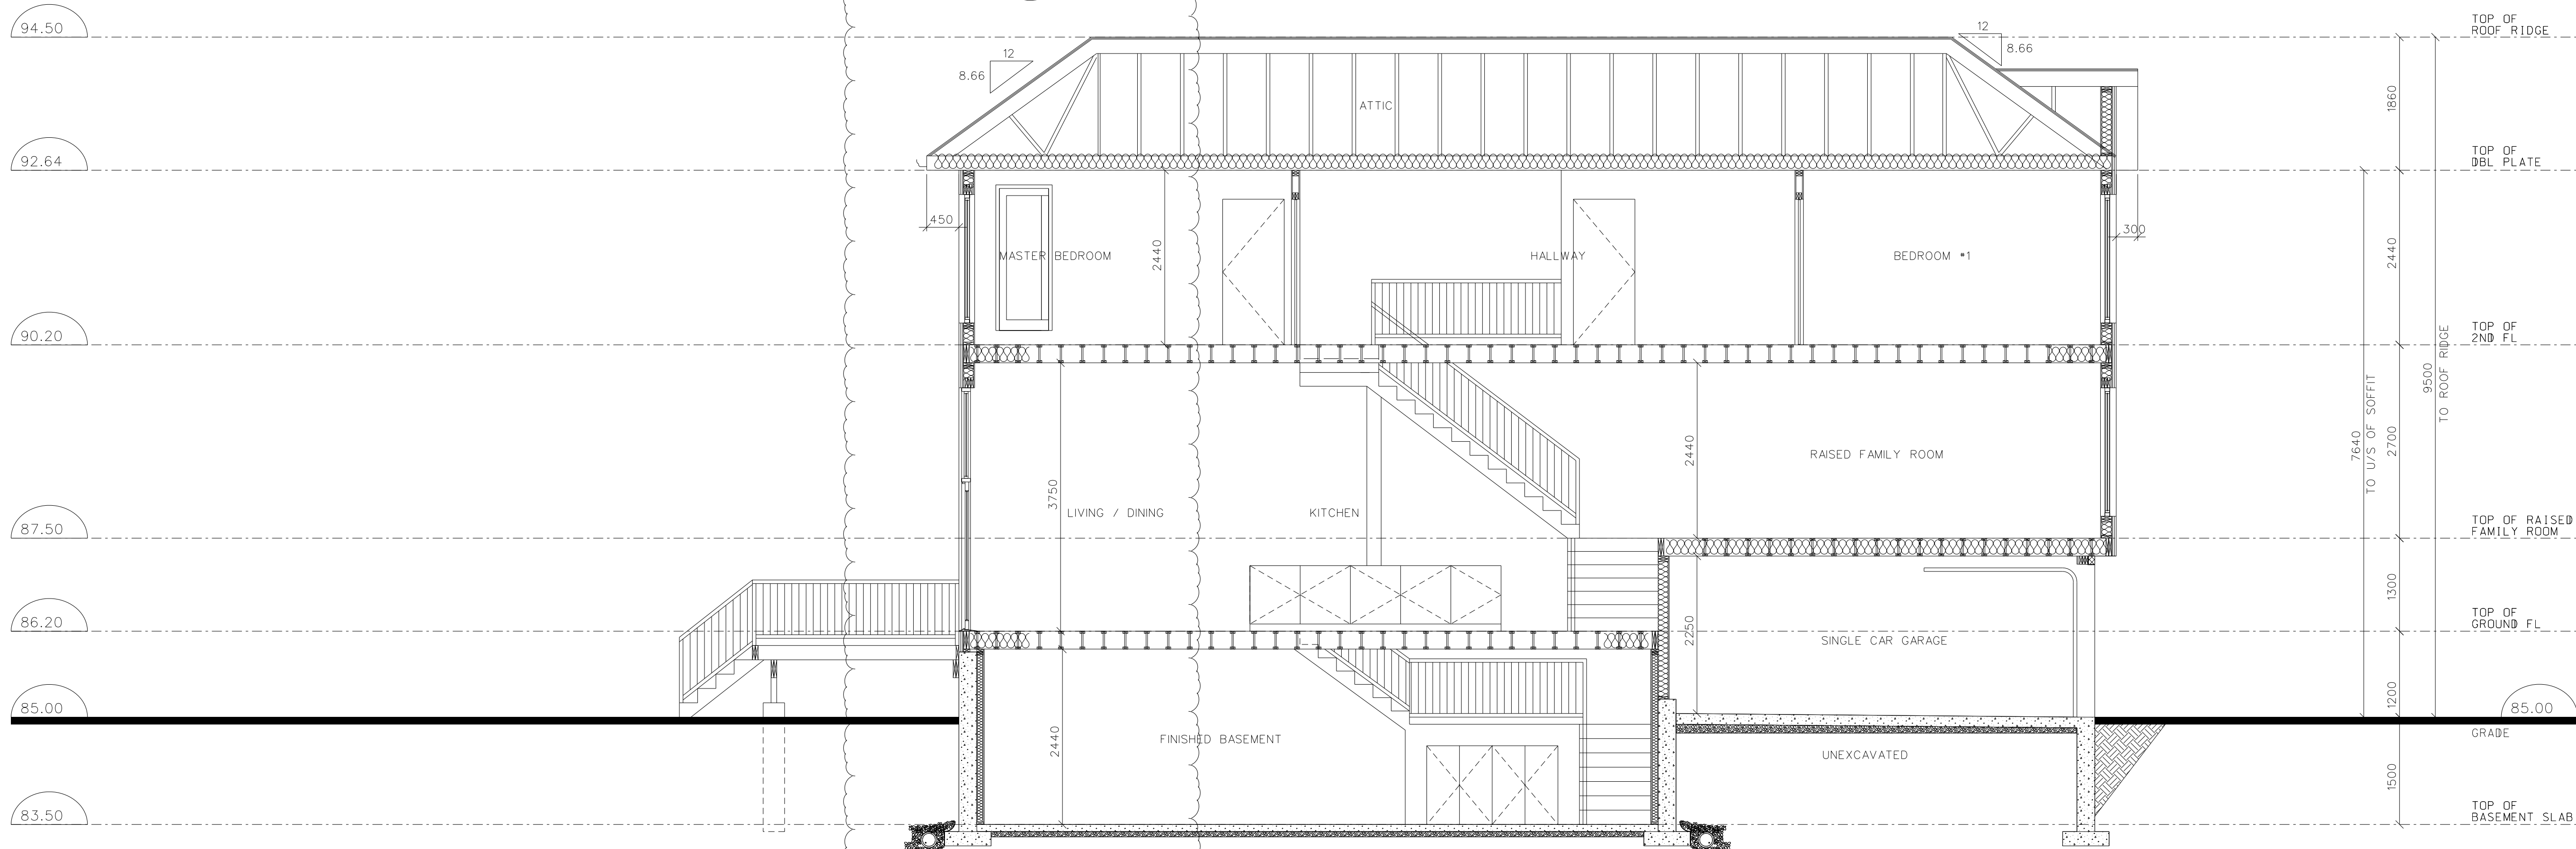 94.50
92.64
90.20
87.50
86.20
85.00
83.50
12
8.66
12
8.66
ATTIC
450
300
MASTER BEDROOM
2440
HALLWAY
BEDROOM #1
3750
LIVING / DINING
KITCHEN
2440
RAISED FAMILY ROOM
2250
SINGLE CAR GARAGE
2440
FINISHED BASEMENT
UNEXCAVATED
7640
TO U/S OF SOFFIT
1860
2440
2700
1300
1200
1500
9500
TO ROOF RIDGE
TOP OF
ROOF RIDGE
TOP OF
DBL PLATE
TOP OF
2ND FL
TOP OF RAISED
FAMILY ROOM
TOP OF
GROUND FL
85.00
GRADE
TOP OF
BASEMENT SLAB